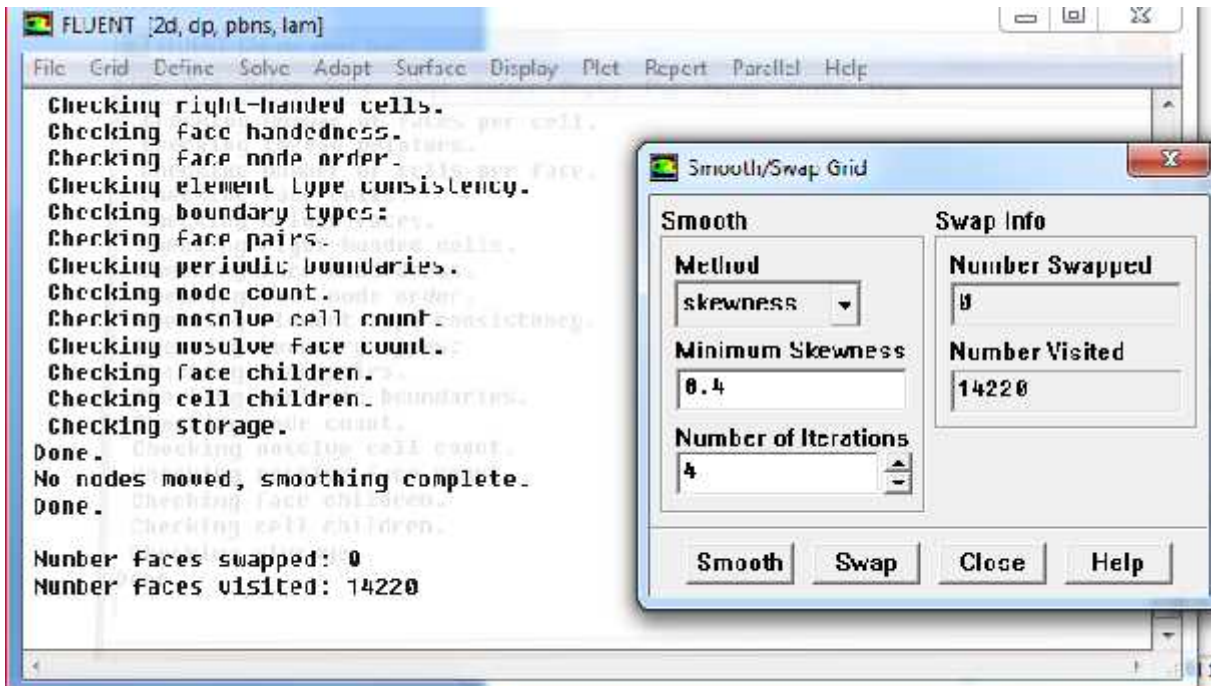 FLUENT [2d, dp, pbns, lam]
File Grid Define Solve Adapt Surface Display Plot Report Parallel Help
Checking right-handed cells.
Checking face handedness.
Checking face node order.
Checking element type consistency.
Checking boundary types:
Checking face pairs.
Checking periodic boundaries.
Checking node count.
Checking nosolve cell count.
Checking nosolve face count.
Checking face children.
Checking cell children.
Checking storage.
Done.
No nodes moved, smoothing complete.
Done.
Number faces swapped: 0
Number faces visited: 14220
Smooth/Swap Grid
Smooth
Method
skewness
Minimum Skewness
0.4
Number of Iterations
4
Swap Info
Number Swapped
0
Number Visited
14220
Smooth Swap Close Help